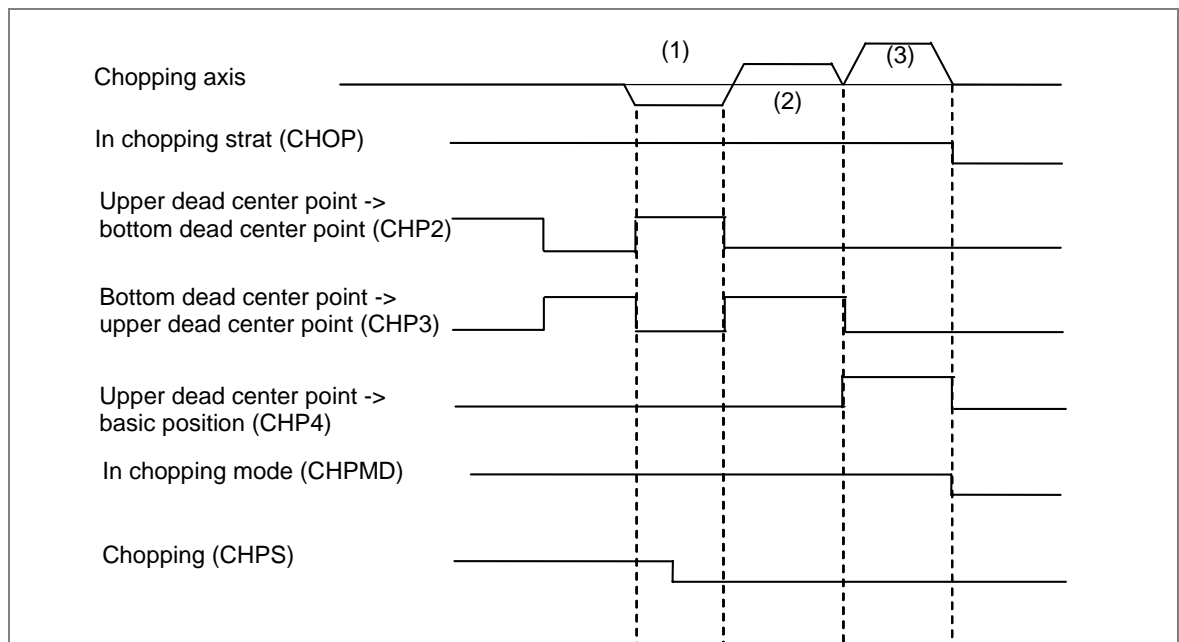 (1)
(3)
Chopping axis
(2)
In chopping strat (CHOP)
Upper dead center point ->
bottom dead center point (CHP2)
Bottom dead center point ->
upper dead center point (CHP3)
Upper dead center point ->
basic position (CHP4)
In chopping mode (CHPMD)
Chopping (CHPS)